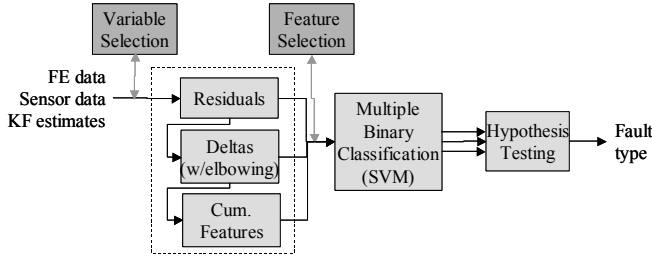 Variable
Selection
Feature
Selection
FE data
Sensor data
KF estimates
Residuals
Deltas
(w/elbowing)
Cum.
Features
Multiple
Binary
Classification
(SVM)
Hypothesis
Testing
Fault
type